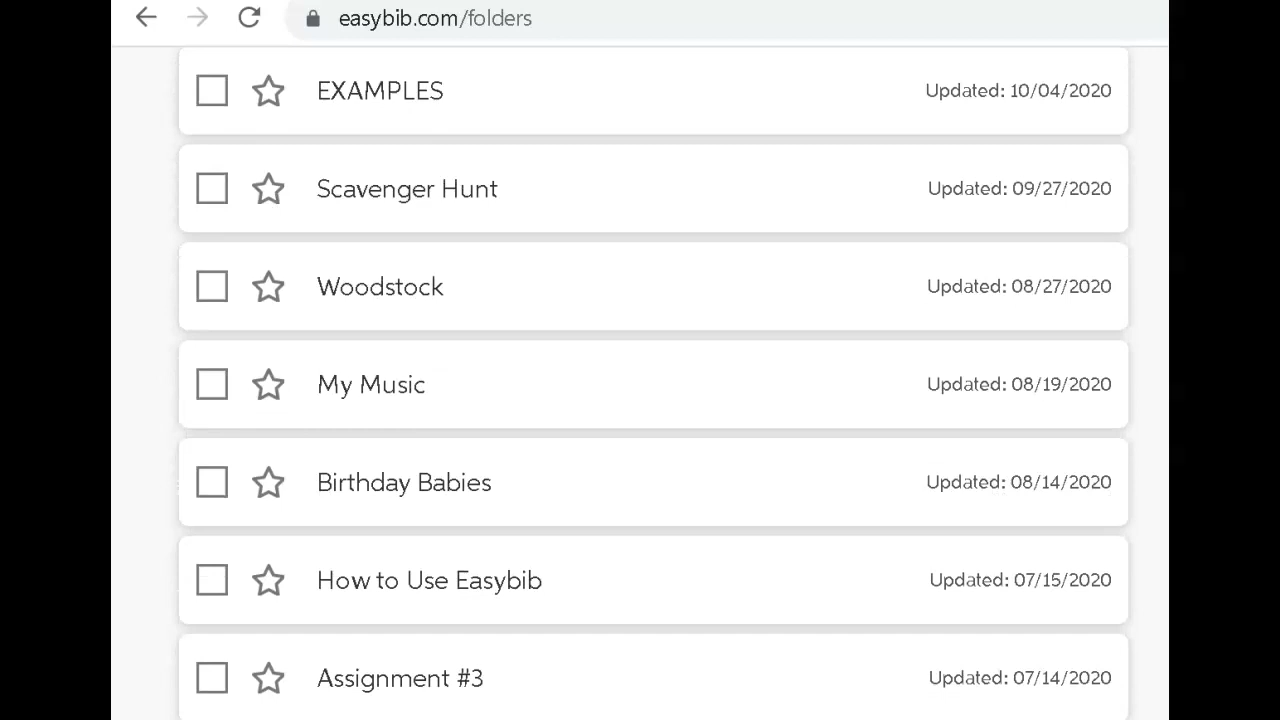 easybib.com/folders
EXAMPLES Updated: 10/04/2020
Scavenger Hunt Updated: 09/27/2020
Woodstock Updated: 08/27/2020
My Music Updated: 08/19/2020
Birthday Babies Updated: 08/14/2020
How to Use Easybib Updated: 07/15/2020
Assignment #3 Updated: 07/14/2020